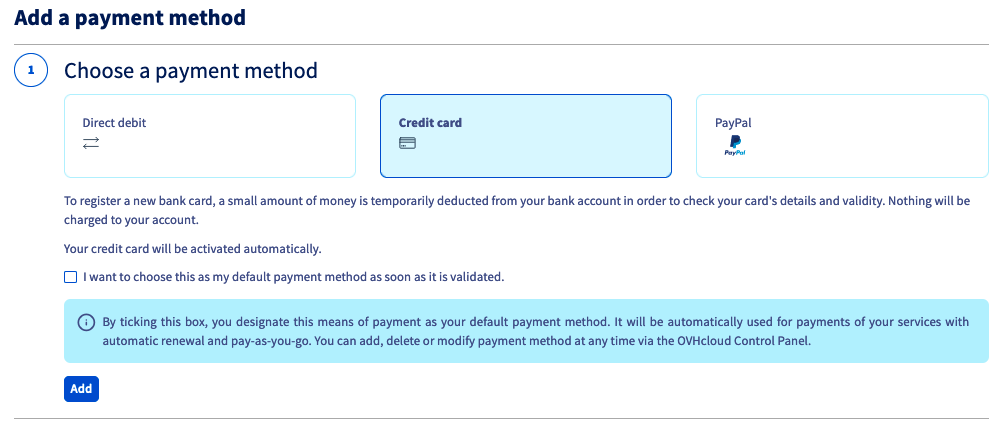 Add a payment method
1
Choose a payment method
Direct debit
Credit card
PayPal
PayPal
To register a new bank card, a small amount of money is temporarily deducted from your bank account in order to check your card's details and validity. Nothing will be
charged to your account.
Your credit card will be activated automatically.
I want to choose this as my default payment method as soon as it is validated.
By ticking this box, you designate this means of payment as your default payment method. It will be automatically used for payments of your services with
automatic renewal and pay-as-you-go. You can add, delete or modify payment method at any time via the OVHcloud Control Panel.
Add